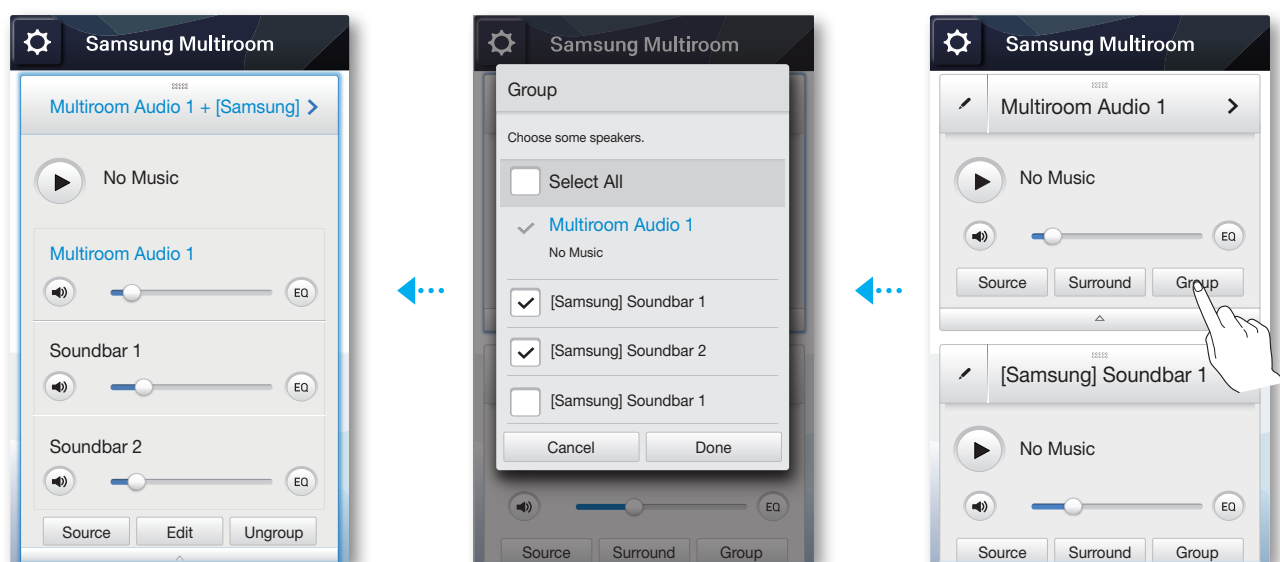 Samsung Multiroom
Multiroom Audio 1 + [Samsung]
No Music
Multiroom Audio 1
EQ
Soundbar 1
EQ
Soundbar 2
EQ
Source Edit Ungroup
Samsung Multiroom
Group
Choose some speakers.
Select All
Multiroom Audio 1
No Music
[Samsung] Soundbar 1
[Samsung] Soundbar 2
[Samsung] Soundbar 1
Cancel Done
EQ
Source Surround Group
Samsung Multiroom
Multiroom Audio 1
No Music
EQ
Source Surround Group
[Samsung] Soundbar 1
No Music
EQ
Source Surround Group